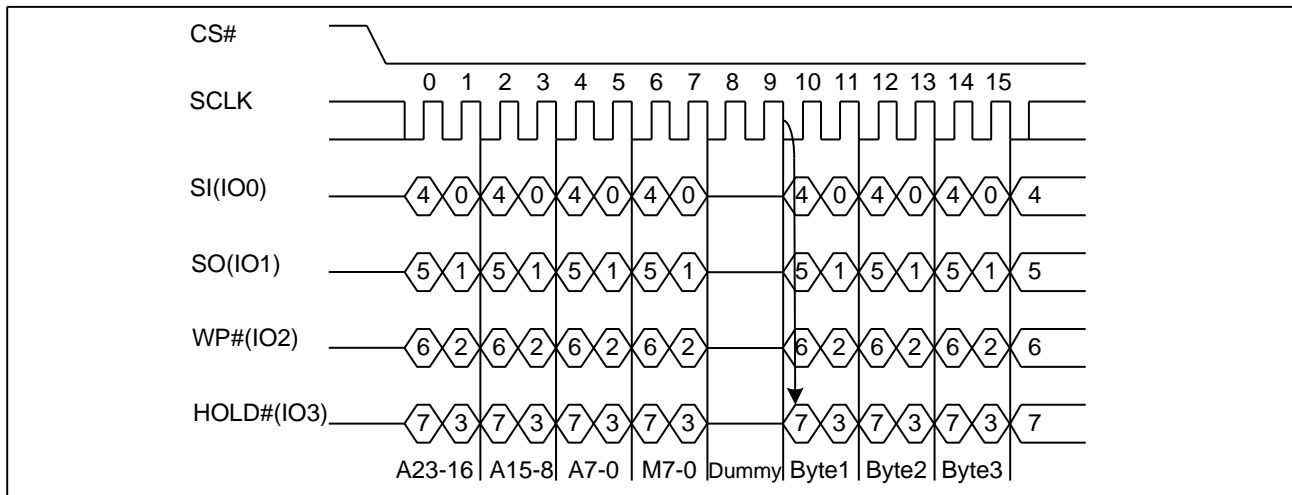 CS#
0 1 2 3 4 5 6 7 8 9 10 11 12 13 14 15
SCLK
SI(IO0) 4 0 4 0 4 0 4 0 4 0 4 0 4 0 4
SO(IO1) 5 1 5 1 5 1 5 1 5 1 5 1 5 1 5
WP#(IO2) 6 2 6 2 6 2 6 2 6 2 6 2 6 2 6
HOLD#(IO3) 7 3 7 3 7 3 7 3 7 3 7 3 7 3 7
A23-16 A15-8 A7-0 M7-0 Dummy Byte1 Byte2 Byte3